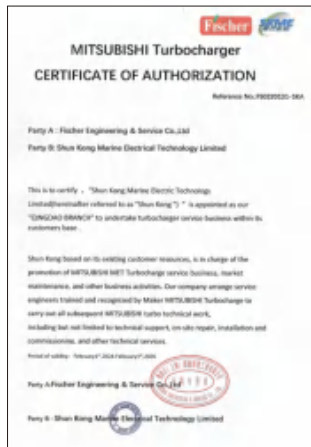 Fischer
MITSUBISHI Turbocharger
CERTIFICATE OF AUTHORIZATION
Reference No.
Party A : Fischer Engineering & Service Co.,Ltd
Party B: Shun Kong Marine Electrical Technology Limited
This is to certify , "Shun Kong Marine Electric Technology
Limited(hereinafter referred to as"Shun Kong") " is appointed as our
"QINGDAO BRANCH" to undertake turbocharger service business within its
customers base .
Shun Kong based on its existing customer resources, is in charge of the
promotion of MITSUBISHI MET Turbocharge service business, market
maintenance, and other business activities. Our company arrange service
engineers trained and recognized by Maker MITSUBISHI Turbocharge to
carry out all subsequent MITSUBISHI turbo technical work,
including but not limited to technical support, on-site repair, installation and
commissioning, and other technical services.
Period of validity :
Party A:Fischer Engineering & Service Co.,Ltd
Party B : Shun Kong Marine Electrical Technology Limited